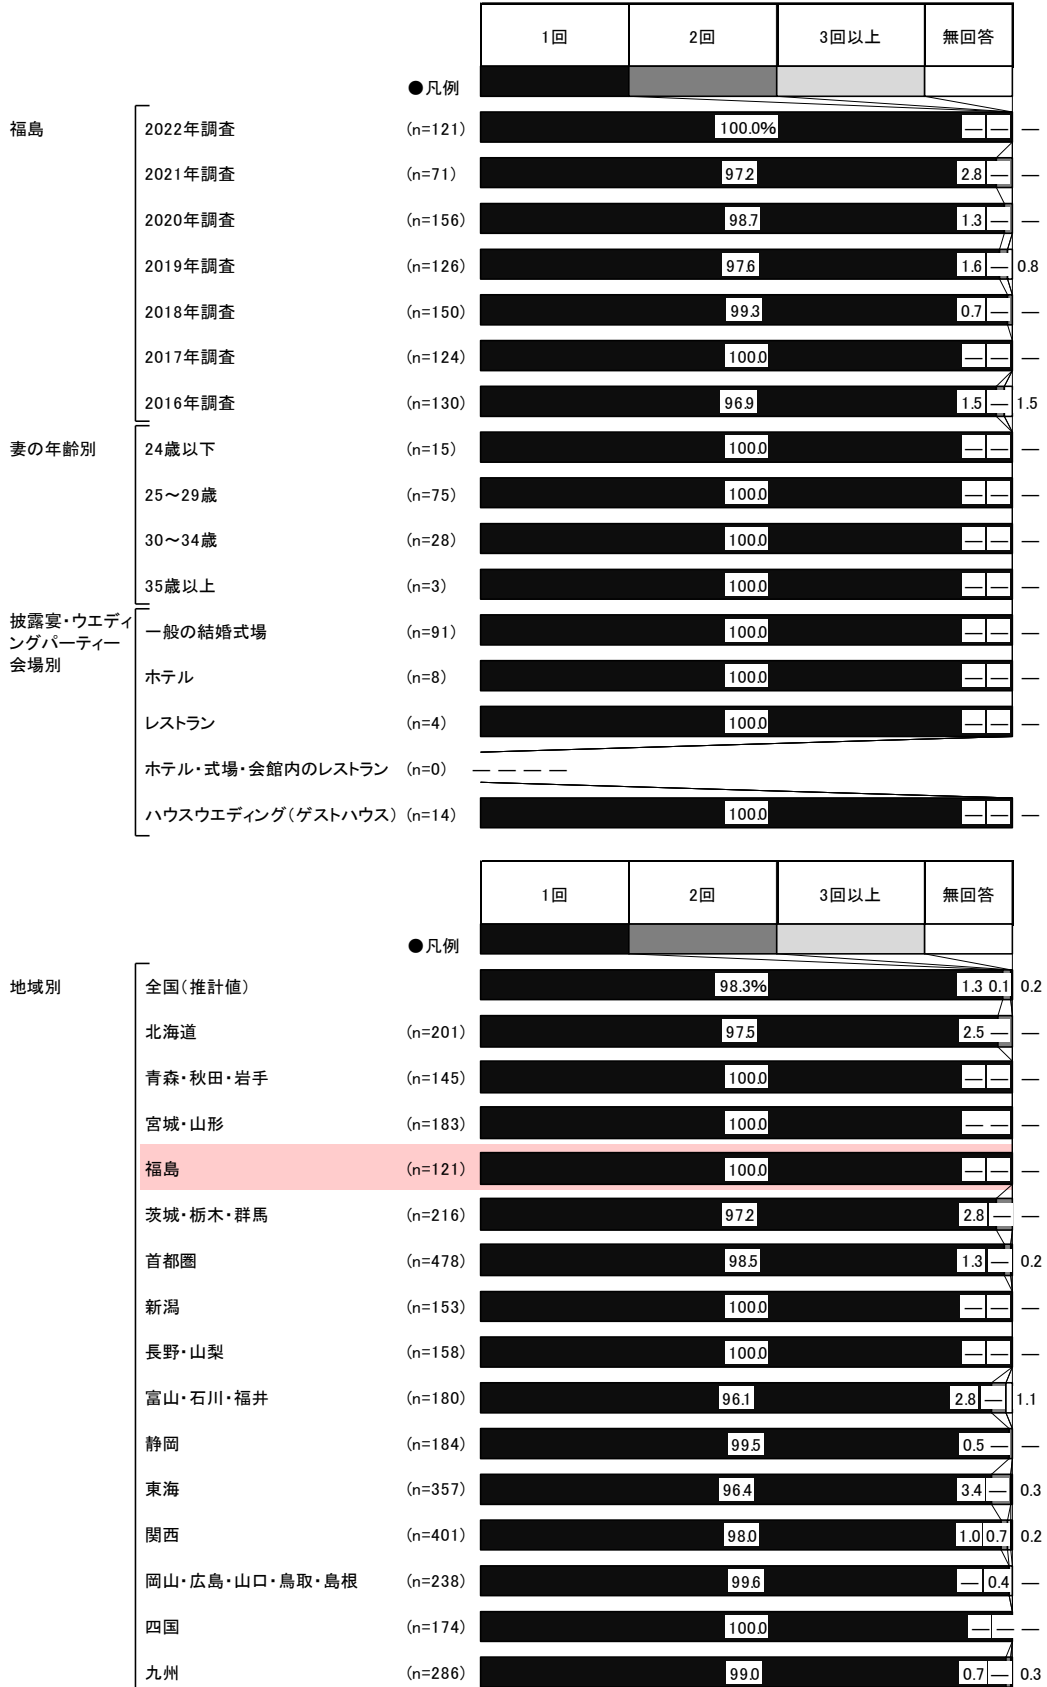 1回 2回 3回以上 無回答
●凡例
福島 2022年調査 (n=121) 100.0% — — —
2021年調査 (n=71) 97.2 2.8 — —
2020年調査 (n=156) 98.7 1.3 — —
2019年調査 (n=126) 97.6 1.6 — 0.8
2018年調査 (n=150) 99.3 0.7 — —
2017年調査 (n=124) 100.0 — — —
2016年調査 (n=130) 96.9 1.5 — 1.5
妻の年齢別 24歳以下 (n=15) 100.0 — — —
25～29歳 (n=75) 100.0 — — —
30～34歳 (n=28) 100.0 — — —
35歳以上 (n=3) 100.0 — — —
披露宴・ウエディ
ングパーティー
会場別
一般の結婚式場 (n=91) 100.0 — — —
ホテル (n=8) 100.0 — — —
レストラン (n=4) 100.0 — — —
ホテル・式場・会館内のレストラン (n=0) — — — —
ハウスウエディング(ゲストハウス) (n=14) 100.0 — — —
1回 2回 3回以上 無回答
●凡例
地域別 全国(推計値) 98.3% 1.3 0.1 0.2
北海道 (n=201) 97.5 2.5 — —
青森・秋田・岩手 (n=145) 100.0 — — —
宮城・山形 (n=183) 100.0 — — —
福島 (n=121) 100.0 — — —
茨城・栃木・群馬 (n=216) 97.2 2.8 — —
首都圏 (n=478) 98.5 1.3 — 0.2
新潟 (n=153) 100.0 — — —
長野・山梨 (n=158) 100.0 — — —
富山・石川・福井 (n=180) 96.1 2.8 — 1.1
静岡 (n=184) 99.5 0.5 — —
東海 (n=357) 96.4 3.4 — 0.3
関西 (n=401) 98.0 1.0 0.7 0.2
岡山・広島・山口・鳥取・島根 (n=238) 99.6 — 0.4 —
四国 (n=174) 100.0 — — —
九州 (n=286) 99.0 0.7 — 0.3